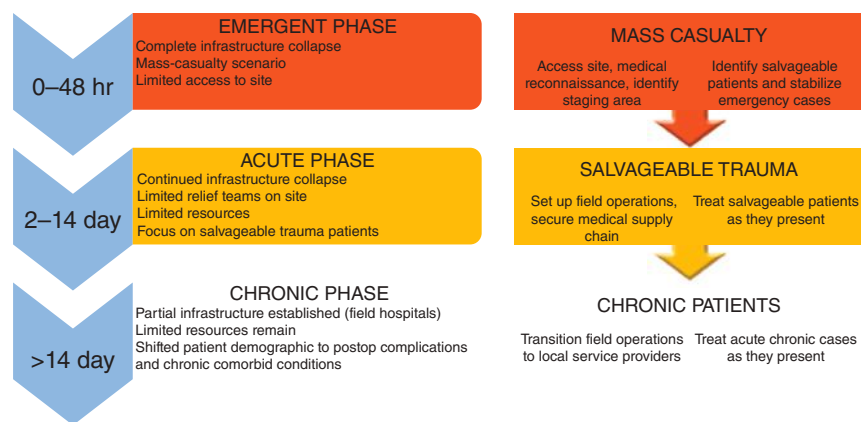 EMERGENT PHASE
Complete infrastructure collapse
Mass-casualty scenario
Limited access to site
0–48 hr
MASS CASUALTY
Access site, medical
reconnaissance, identify
staging area
Identify salvageable
patients and stabilize
emergency cases
ACUTE PHASE
Continued infrastructure collapse
Limited relief teams on site
Limited resources
Focus on salvageable trauma patients
2–14 day
SALVAGEABLE TRAUMA
Set up field operations,
secure medical supply
chain
Treat salvageable patients
as they present
CHRONIC PHASE
Partial infrastructure established (field hospitals)
Limited resources remain
Shifted patient demographic to postop complications
and chronic comorbid conditions
>14 day
CHRONIC PATIENTS
Transition field operations
to local service providers
Treat acute chronic cases
as they present